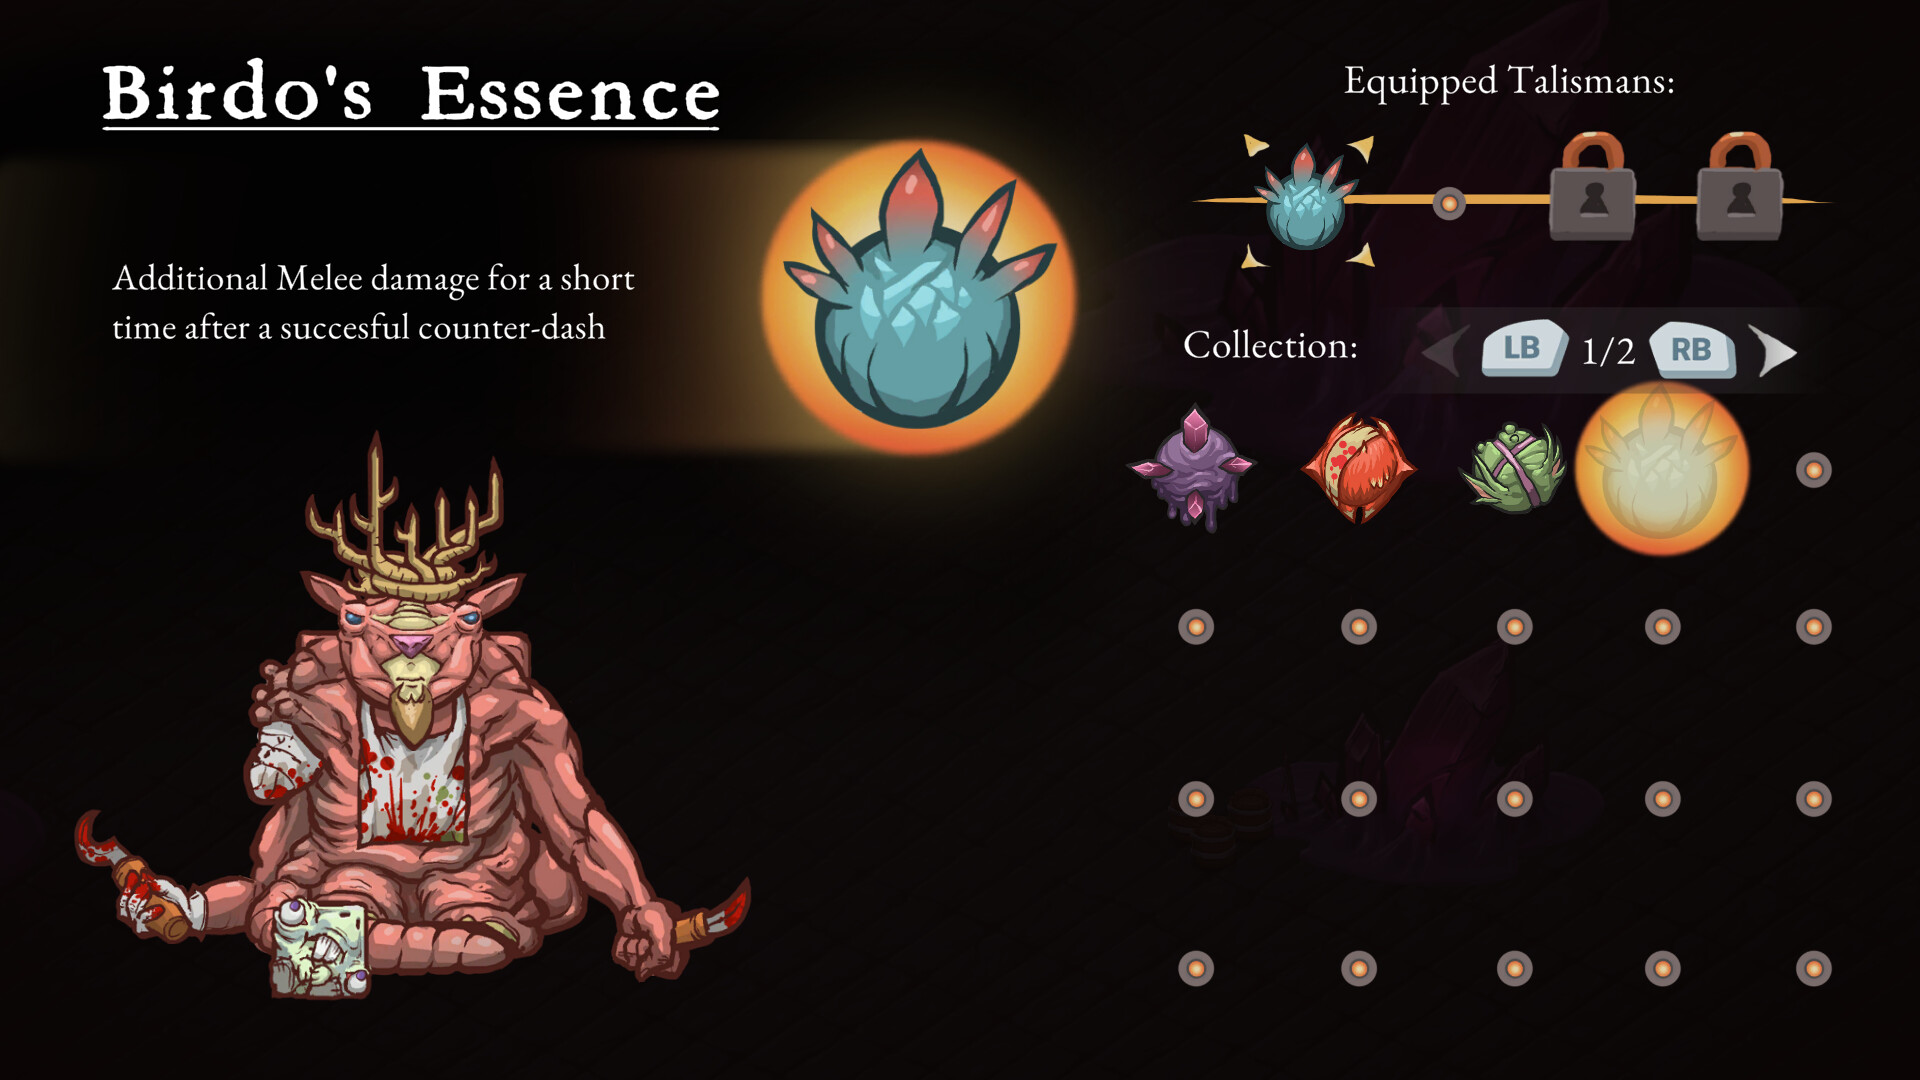 Birdo's Essence
Additional Melee damage for a short
time after a succesful counter-dash
Equipped Talismans:
Collection:
LB 1/2 RB